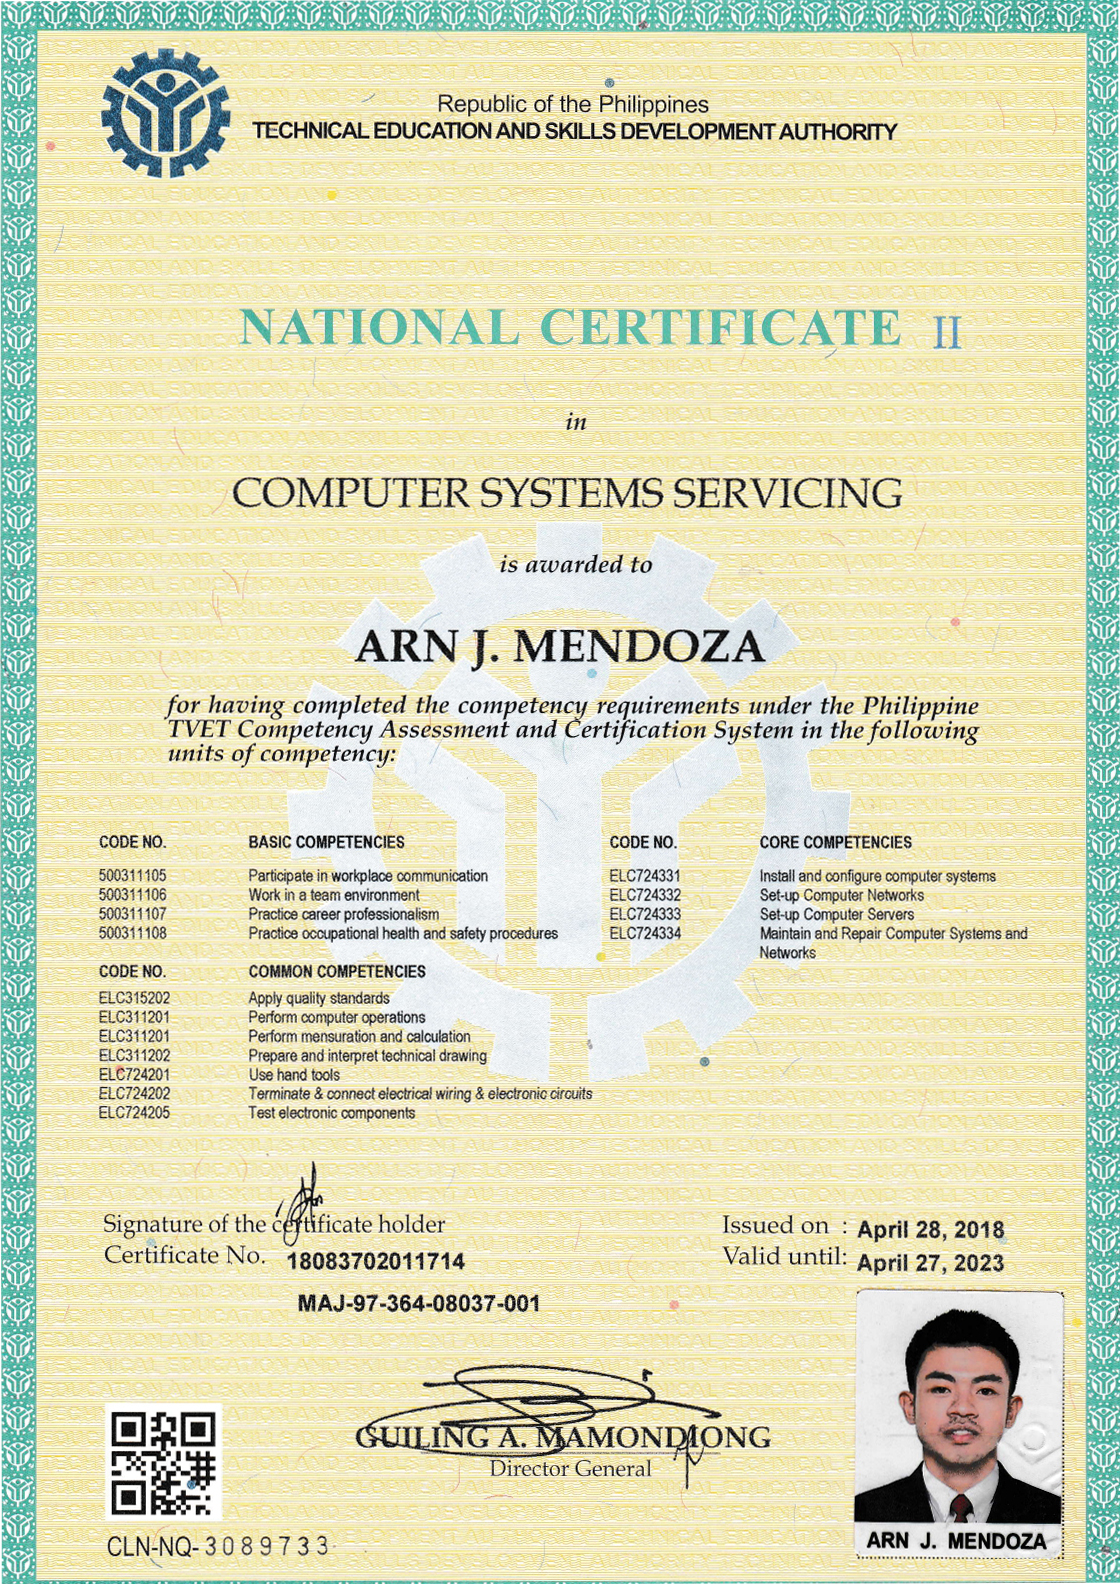 Republic of the Philippines
TECHNICAL EDUCATION AND SKILLS DEVELOPMENT AUTHORITY
NATIONAL CERTIFICATE II
in
COMPUTER SYSTEMS SERVICING
is awarded to
ARN J. MENDOZA
for having completed the competency requirements under the Philippine
TVET Competency Assessment and Certification System in the following
units of competency:
CODE NO. BASIC COMPETENCIES
500311105 Participate in workplace communication
500311106 Work in a team environment
500311107 Practice career professionalism
500311108 Practice occupational health and safety procedures
CODE NO. COMMON COMPETENCIES
ELC315202 Apply quality standards
ELC311201 Perform computer operations
ELC311201 Perform mensuration and calculation
ELC311202 Prepare and interpret technical drawing
ELC724201 Use hand tools
ELC724202 Terminate & connect electrical wiring & electronic circuits
ELC724205 Test electronic components
CODE NO. CORE COMPETENCIES
ELC724331 Install and configure computer systems
ELC724332 Set-up Computer Networks
ELC724333 Set-up Computer Servers
ELC724334 Maintain and Repair Computer Systems and
Networks
Signature of the certificate holder
Certificate No. 18083702011714
MAJ-97-364-08037-001
Issued on : April 28, 2018
Valid until: April 27, 2023
GUILING A. MAMONDIONG
Director General
CLN-NQ- 3089733
ARN J. MENDOZA